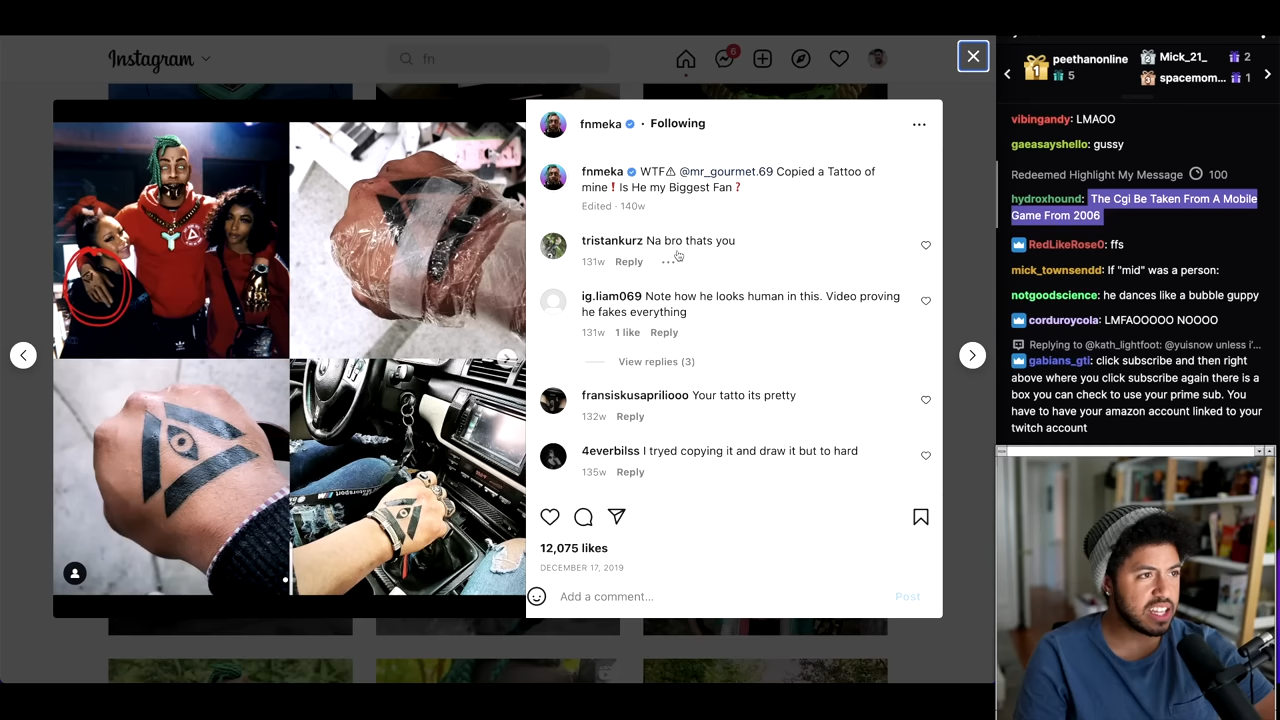 Instagram
fn
6
fnmeka • Following
fnmeka WTF⚠ @mr_gourmet.69 Copied a Tattoo of
mine❗Is He my Biggest Fan❓
Edited · 140w
tristankurz Na bro thats you
131w Reply
ig.liam069 Note how he looks human in this. Video proving
he fakes everything
131w 1 like Reply
View replies (3)
fransiskusapriliooo Your tatto its pretty
132w Reply
4everbilss I tryed copying it and draw it but to hard
135w Reply
12,075 likes
DECEMBER 17, 2019
Add a comment... Post
1 peethanonline
5
2 Mick_21_ 2
spacemom... 1
vibingandy: LMAOO
gaeasayshello: gussy
Redeemed Highlight My Message 100
hydroxhound: The Cgi Be Taken From A Mobile
Game From 2006
RedLikeRose0: ffs
mick_townsendd: If "mid" was a person:
notgoodscience: he dances like a bubble guppy
corduroycola: LMFAOOOOO NOOOO
Replying to @kath_lightfoot: @yuisnow unless i'...
gabians_gti: click subscribe and then right
above where you click subscribe again there is a
box you can check to use your prime sub. You
have to have your amazon account linked to your
twitch account